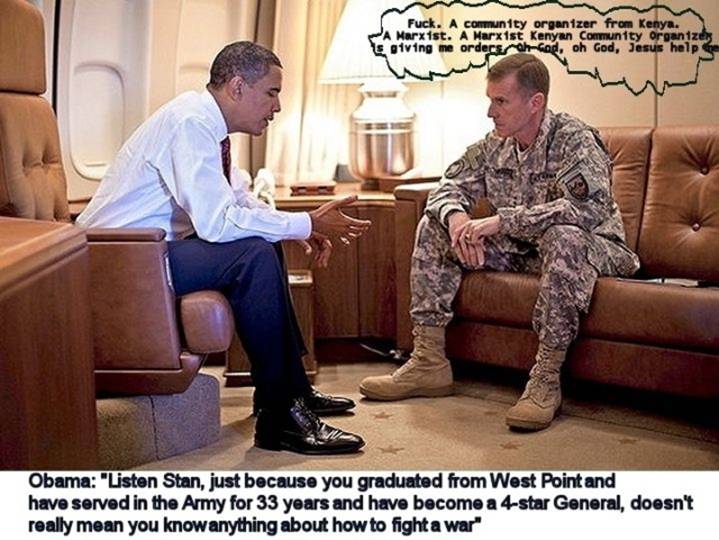 Fuck. A community organizer from Kenya.
A Marxist. A Marxist Kenyan Community Organizer
is giving me orders. Oh God, oh God, Jesus help me
Obama: "Listen Stan, just because you graduated from West Point and
have served in the Army for 33 years and have become a 4-star General, doesn't
really mean you know anything about how to fight a war"